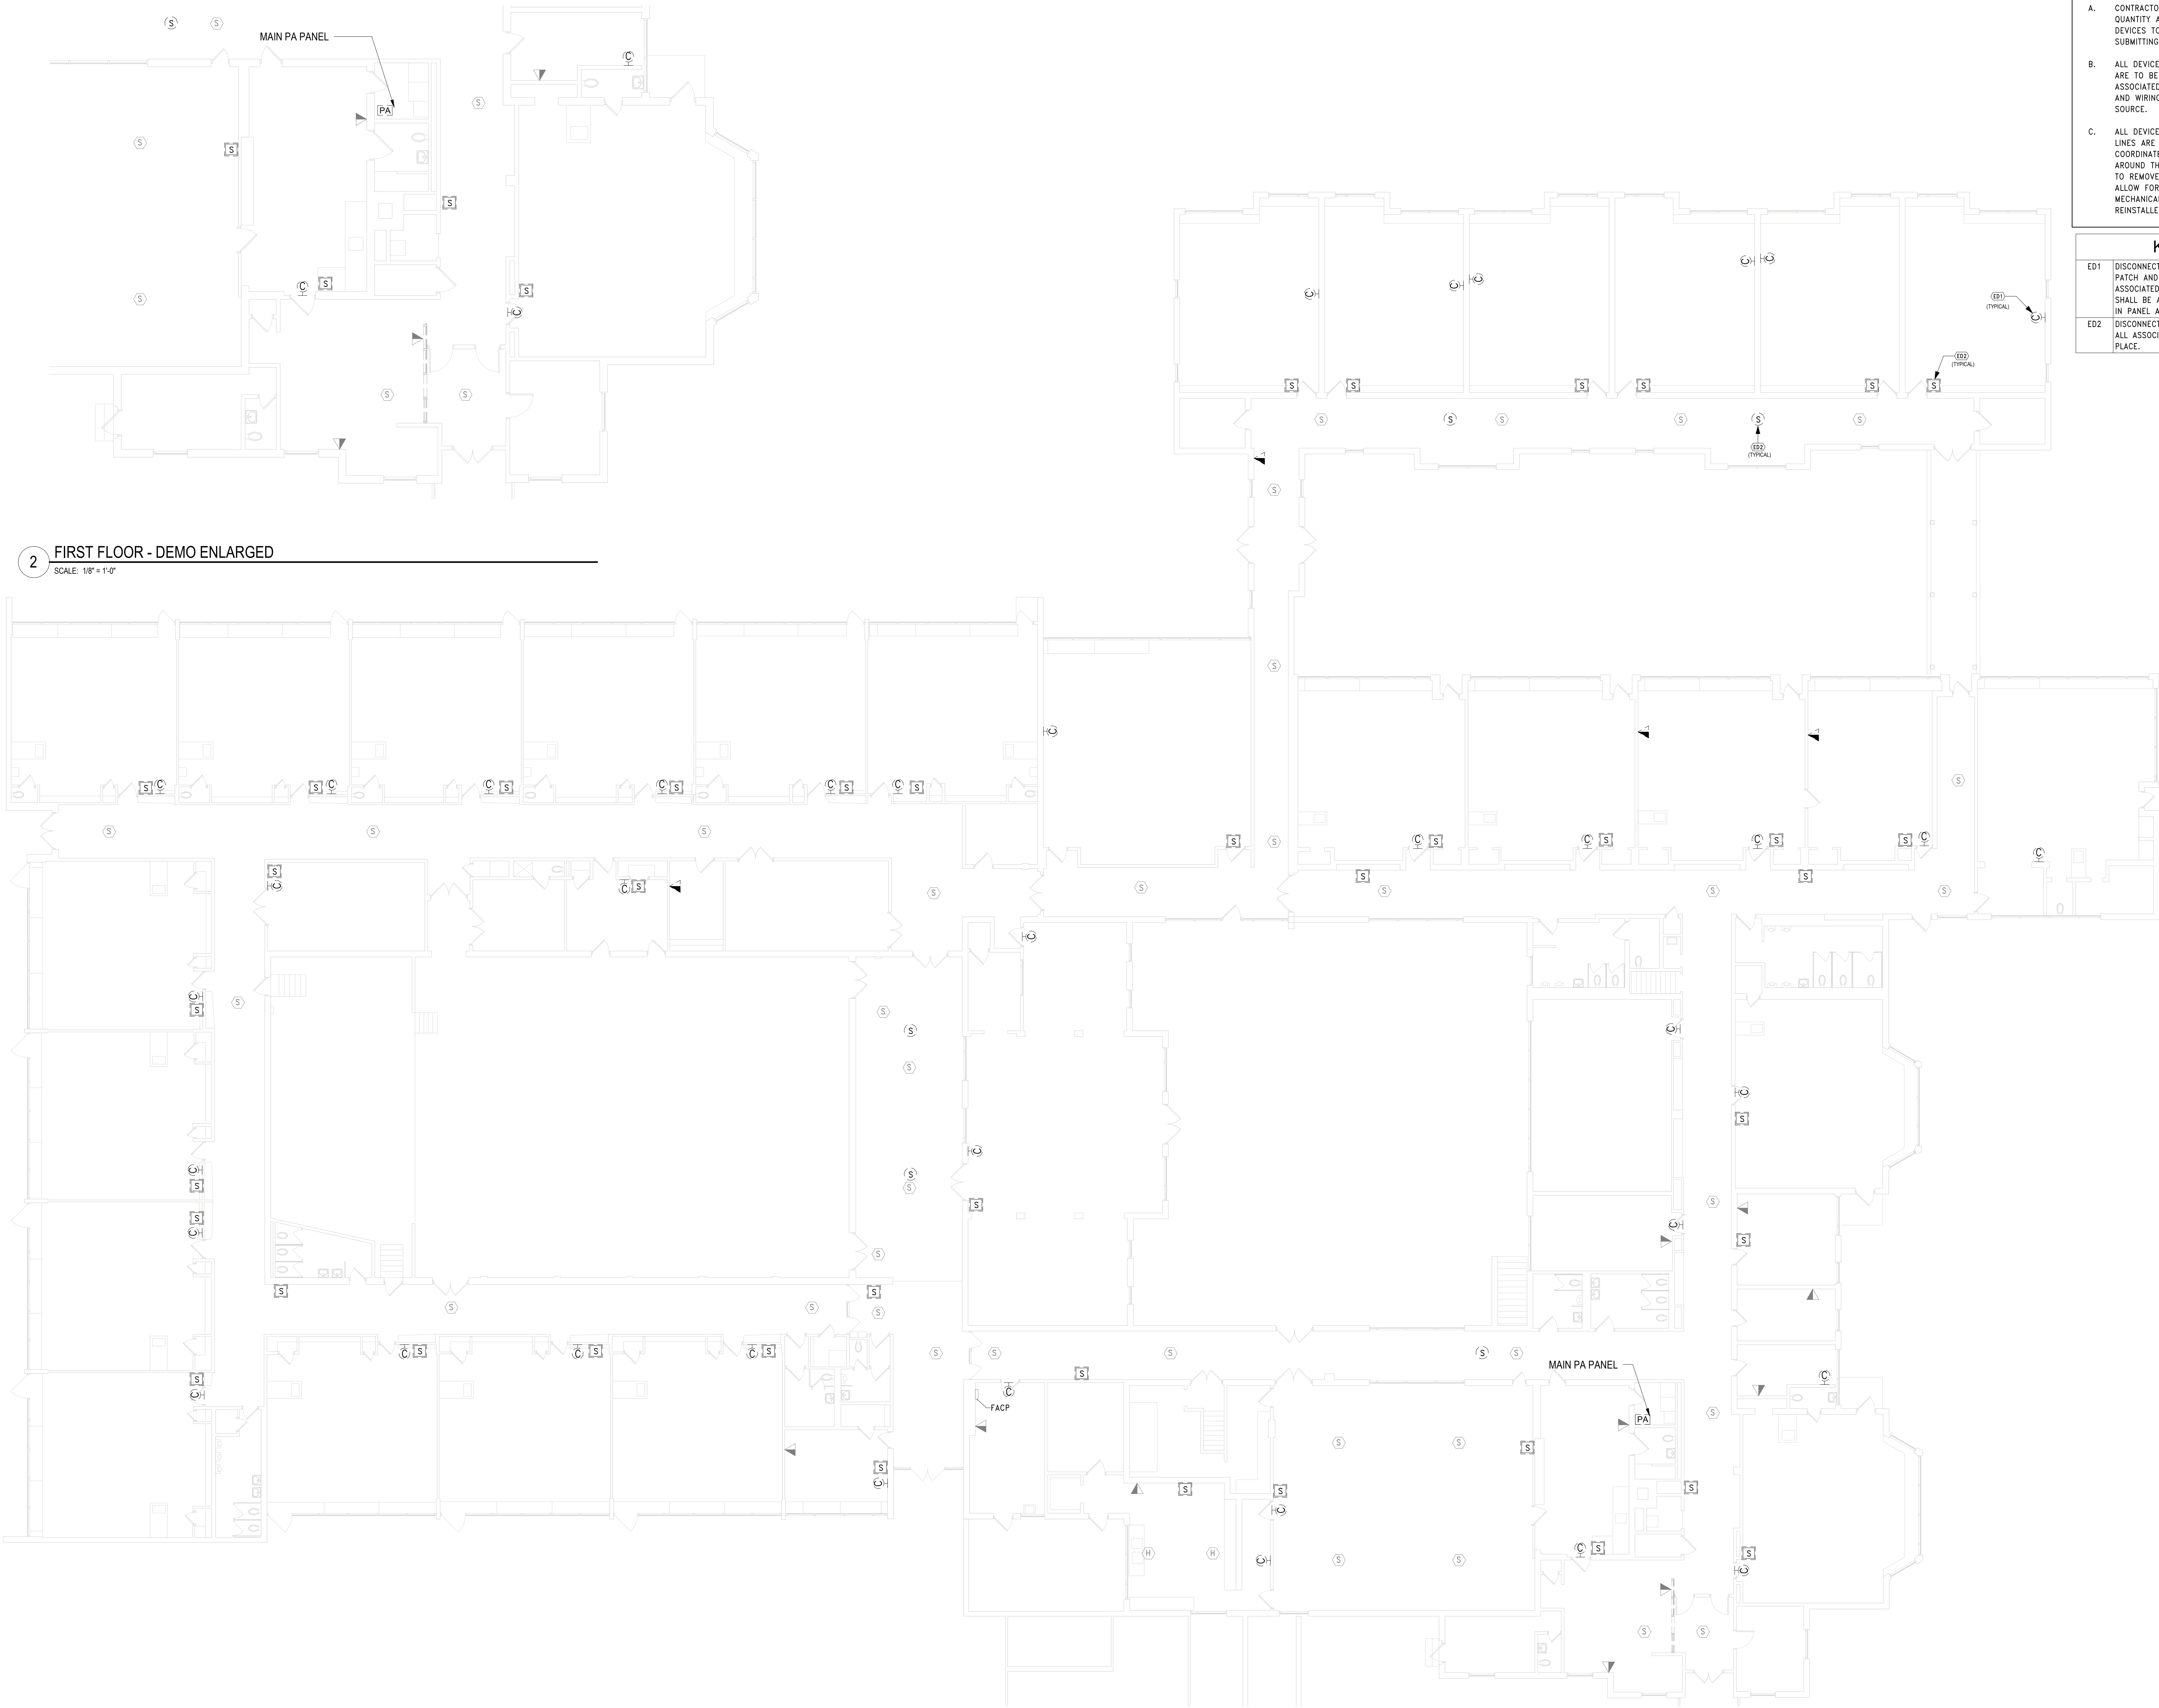 A. CONTRACTO
QUANTITY A
DEVICES TO
SUBMITTING
B. ALL DEVICE
ARE TO BE
ASSOCIATED
AND WIRING
SOURCE.
C. ALL DEVICE
LINES ARE
COORDINATE
AROUND TH
TO REMOVE
ALLOW FOR
MECHANICA
REINSTALLE
K
ED1 DISCONNECT
PATCH AND
ASSOCIATED
SHALL BE A
IN PANEL A
ED2 DISCONNECT
ALL ASSOCI
PLACE.
MAIN PA PANEL
PA
2 FIRST FLOOR - DEMO ENLARGED
SCALE: 1/8" = 1'-0"
ED1
(TYPICAL)
ED2
(TYPICAL)
ED2
(TYPICAL)
MAIN PA PANEL
PA
FACP
H H